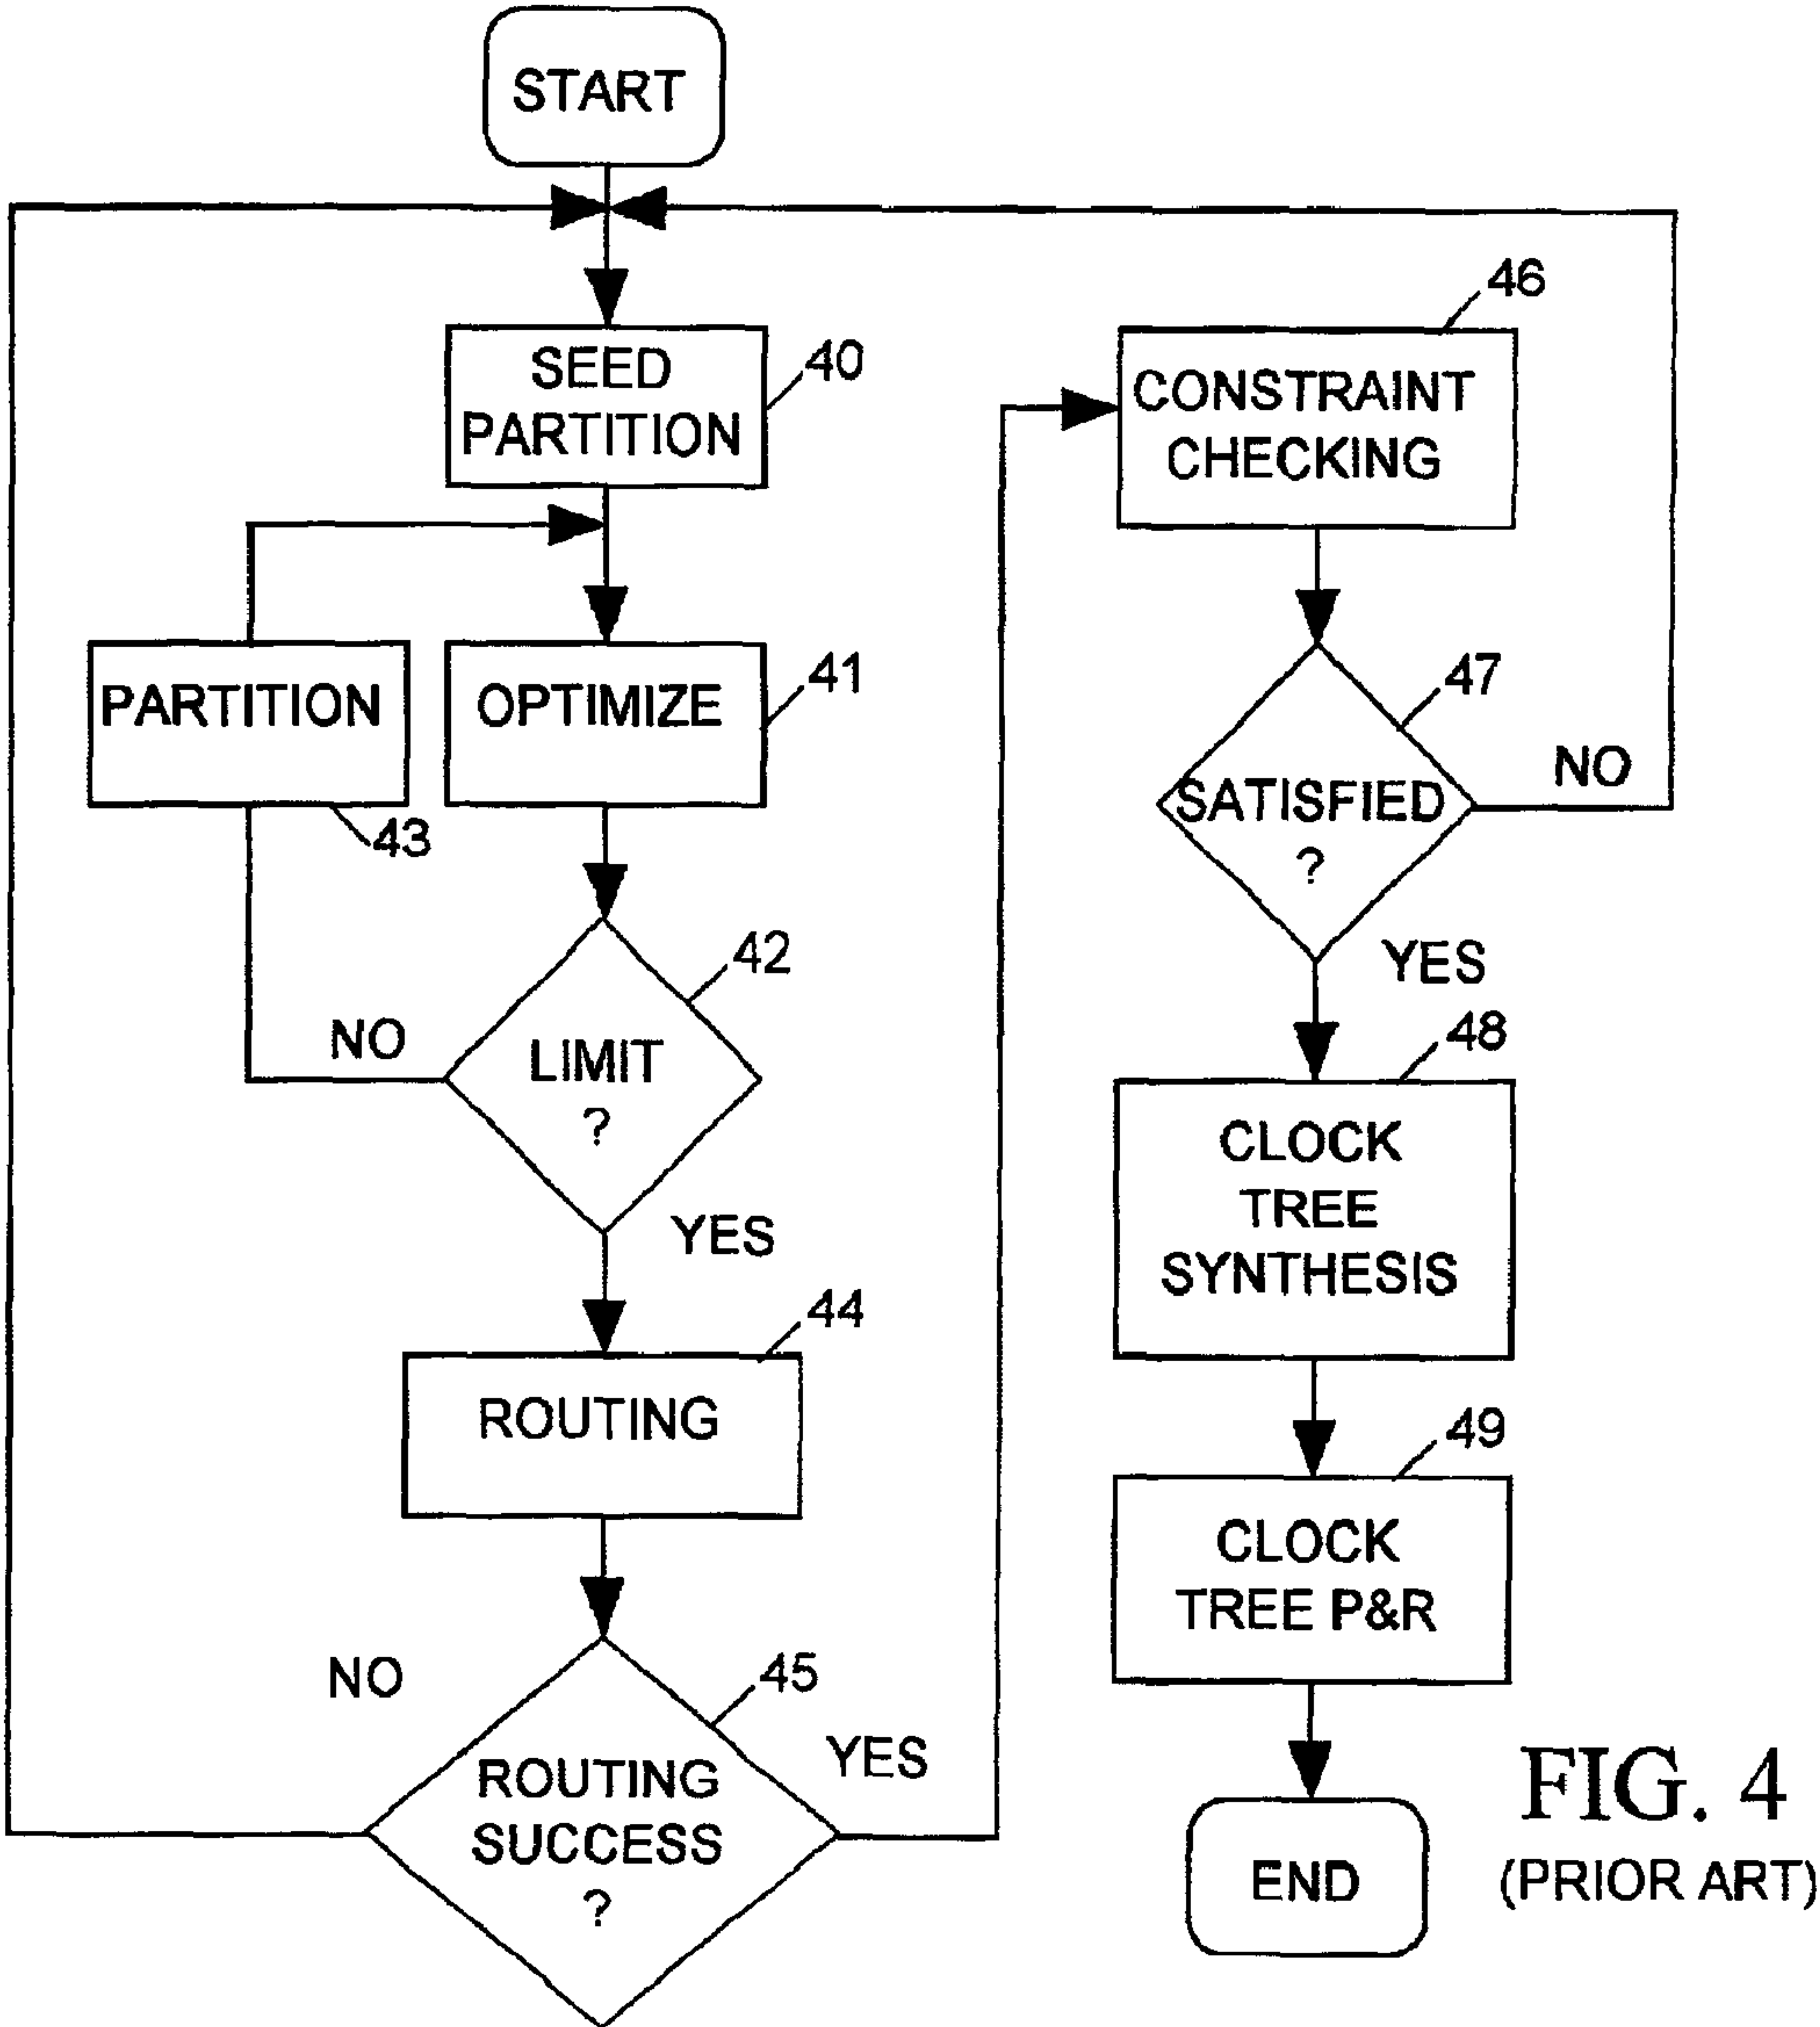 START
SEED
PARTITION
40
PARTITION
43
OPTIMIZE
41
LIMIT
?
42
NO
YES
ROUTING
44
ROUTING
SUCCESS
?
45
NO
YES
CONSTRAINT
CHECKING
46
SATISFIED
?
47
NO
YES
CLOCK
TREE
SYNTHESIS
48
CLOCK
TREE P&R
49
END
FIG. 4
(PRIOR ART)